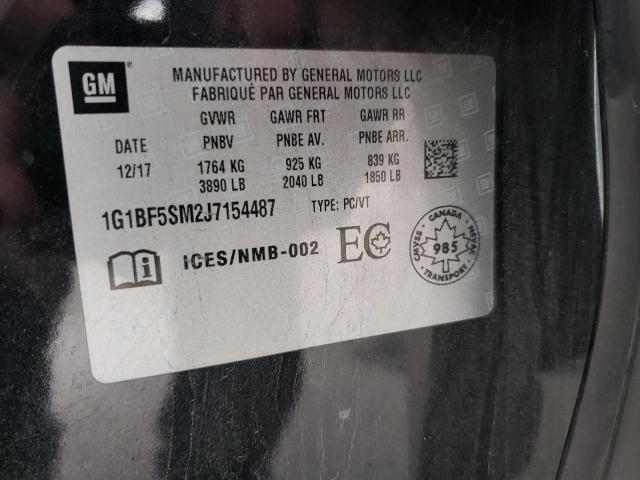 GM
MANUFACTURED BY GENERAL MOTORS LLC
FABRIQUÉ PAR GENERAL MOTORS LLC
GVWR GAWR FRT GAWR RR
DATE PNBV PNBE AV. PNBE ARR.
12/17 1764 KG 925 KG 839 KG
3890 LB 2040 LB 1850 LB
1G1BF5SM2J7154487 TYPE: PC/VT
i ICES/NMB-002 EC
CANADA
CMVSS 985 NSVAC
TRANSPORT